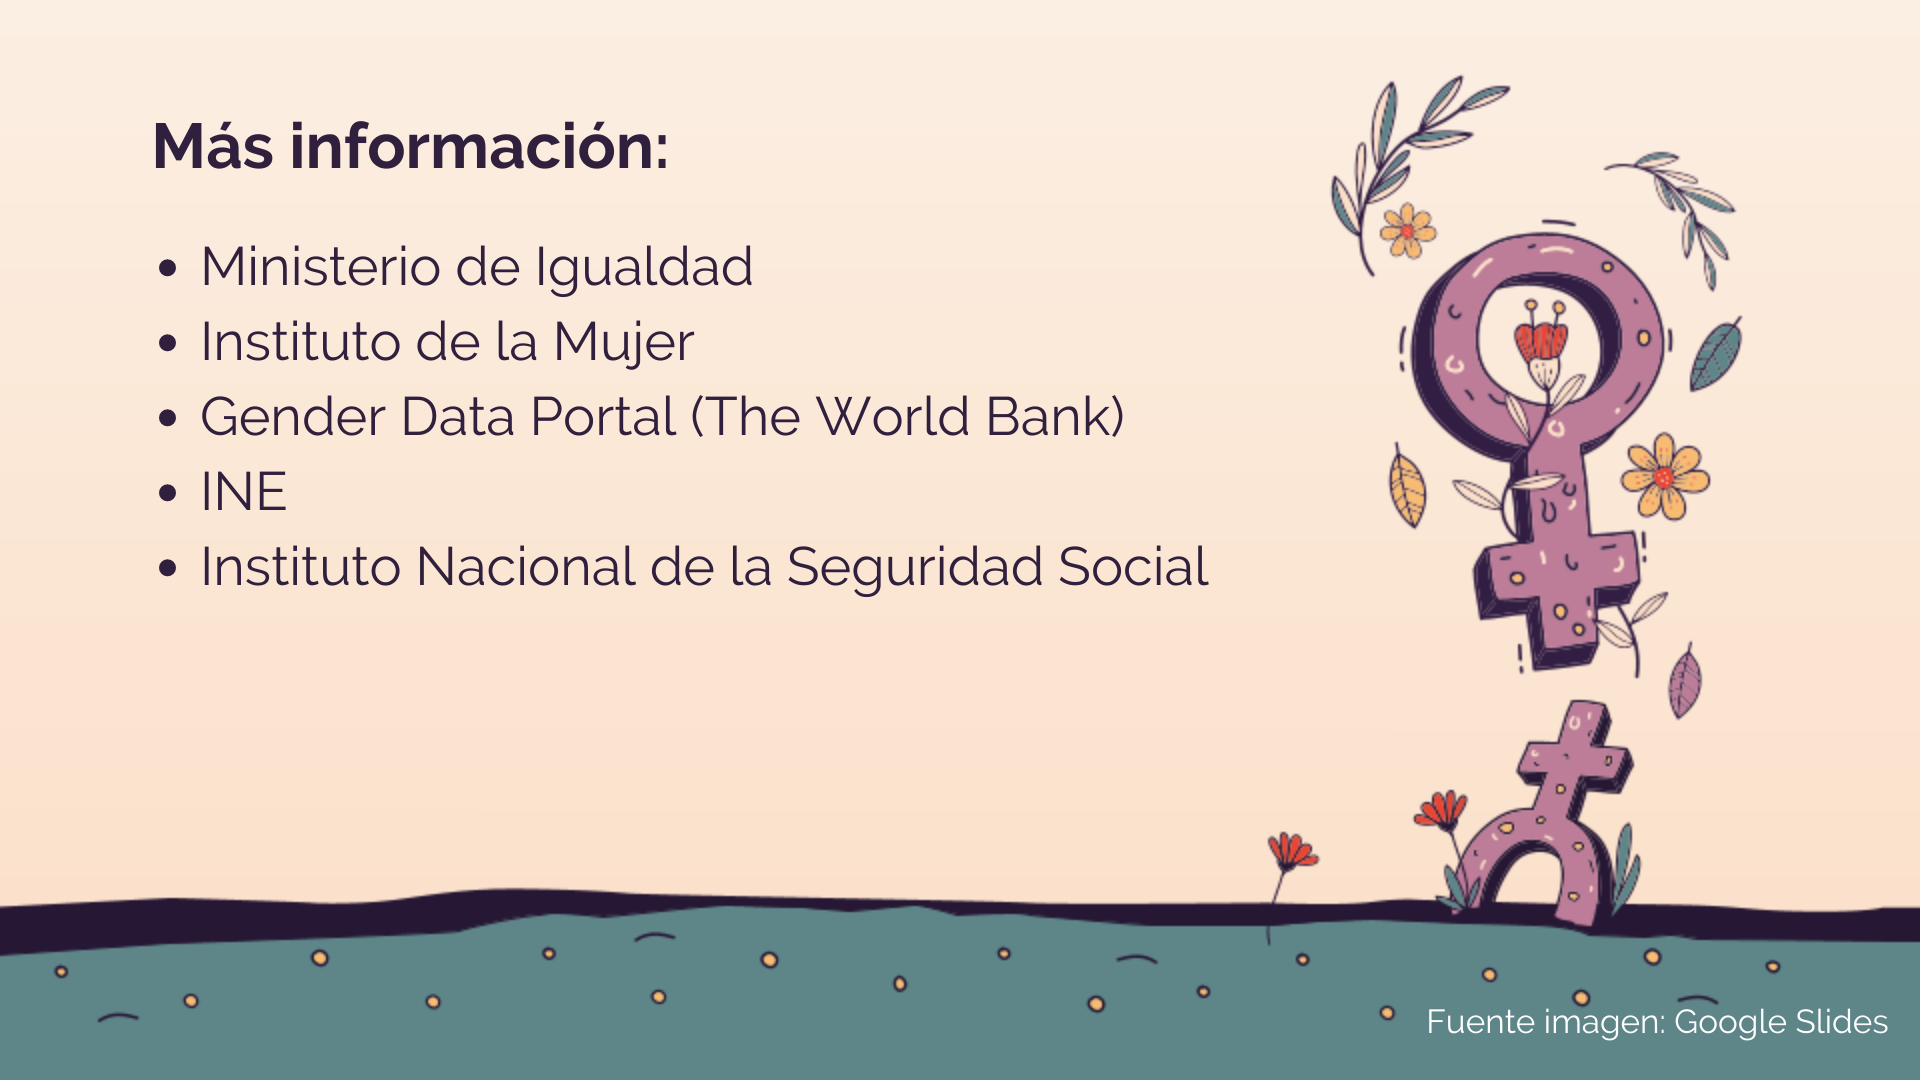 Más información:
• Ministerio de Igualdad
• Instituto de la Mujer
• Gender Data Portal (The World Bank)
• INE
• Instituto Nacional de la Seguridad Social
Fuente imagen: Google Slides